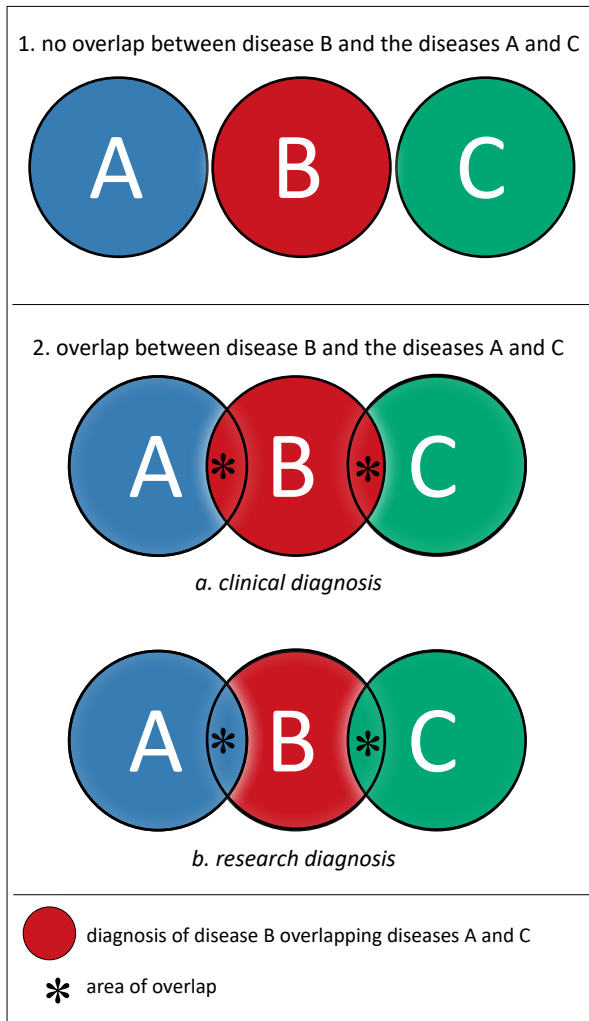 1. no overlap between disease B and the diseases A and C
A B C
2. overlap between disease B and the diseases A and C
A * B * C
a. clinical diagnosis
A * B * C
b. research diagnosis
diagnosis of disease B overlapping diseases A and C
* area of overlap